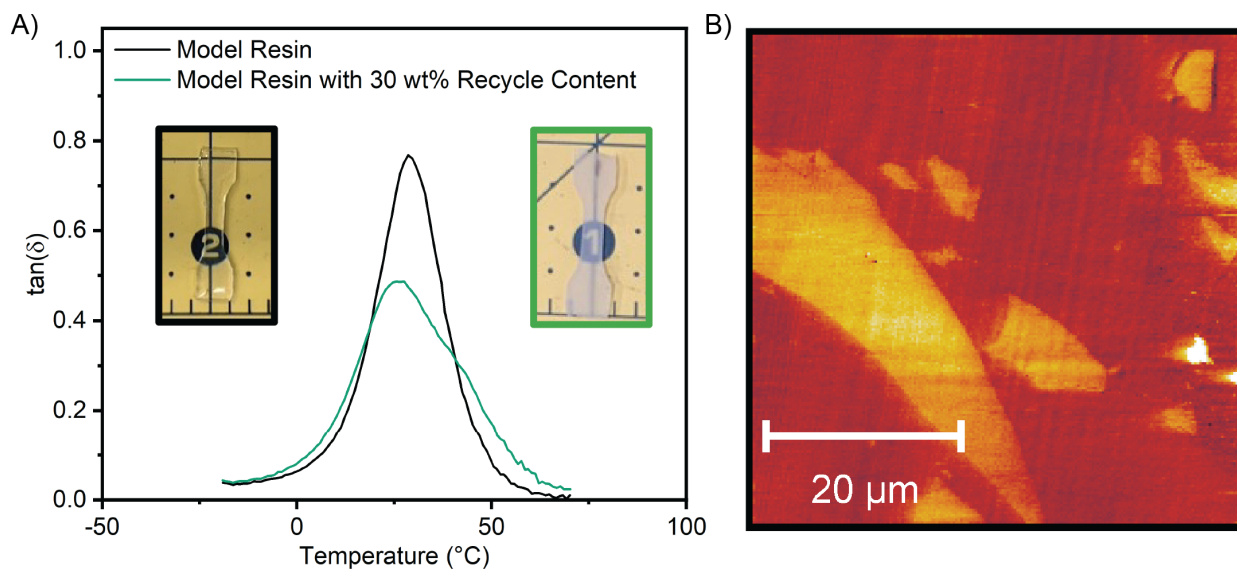 A)
B)
Model Resin
Model Resin with 30 wt% Recycle Content
1.0
0.8
0.6
0.4
0.2
0.0
tan(δ)
2
1
-50
0
50
100
Temperature (°C)
20 μm